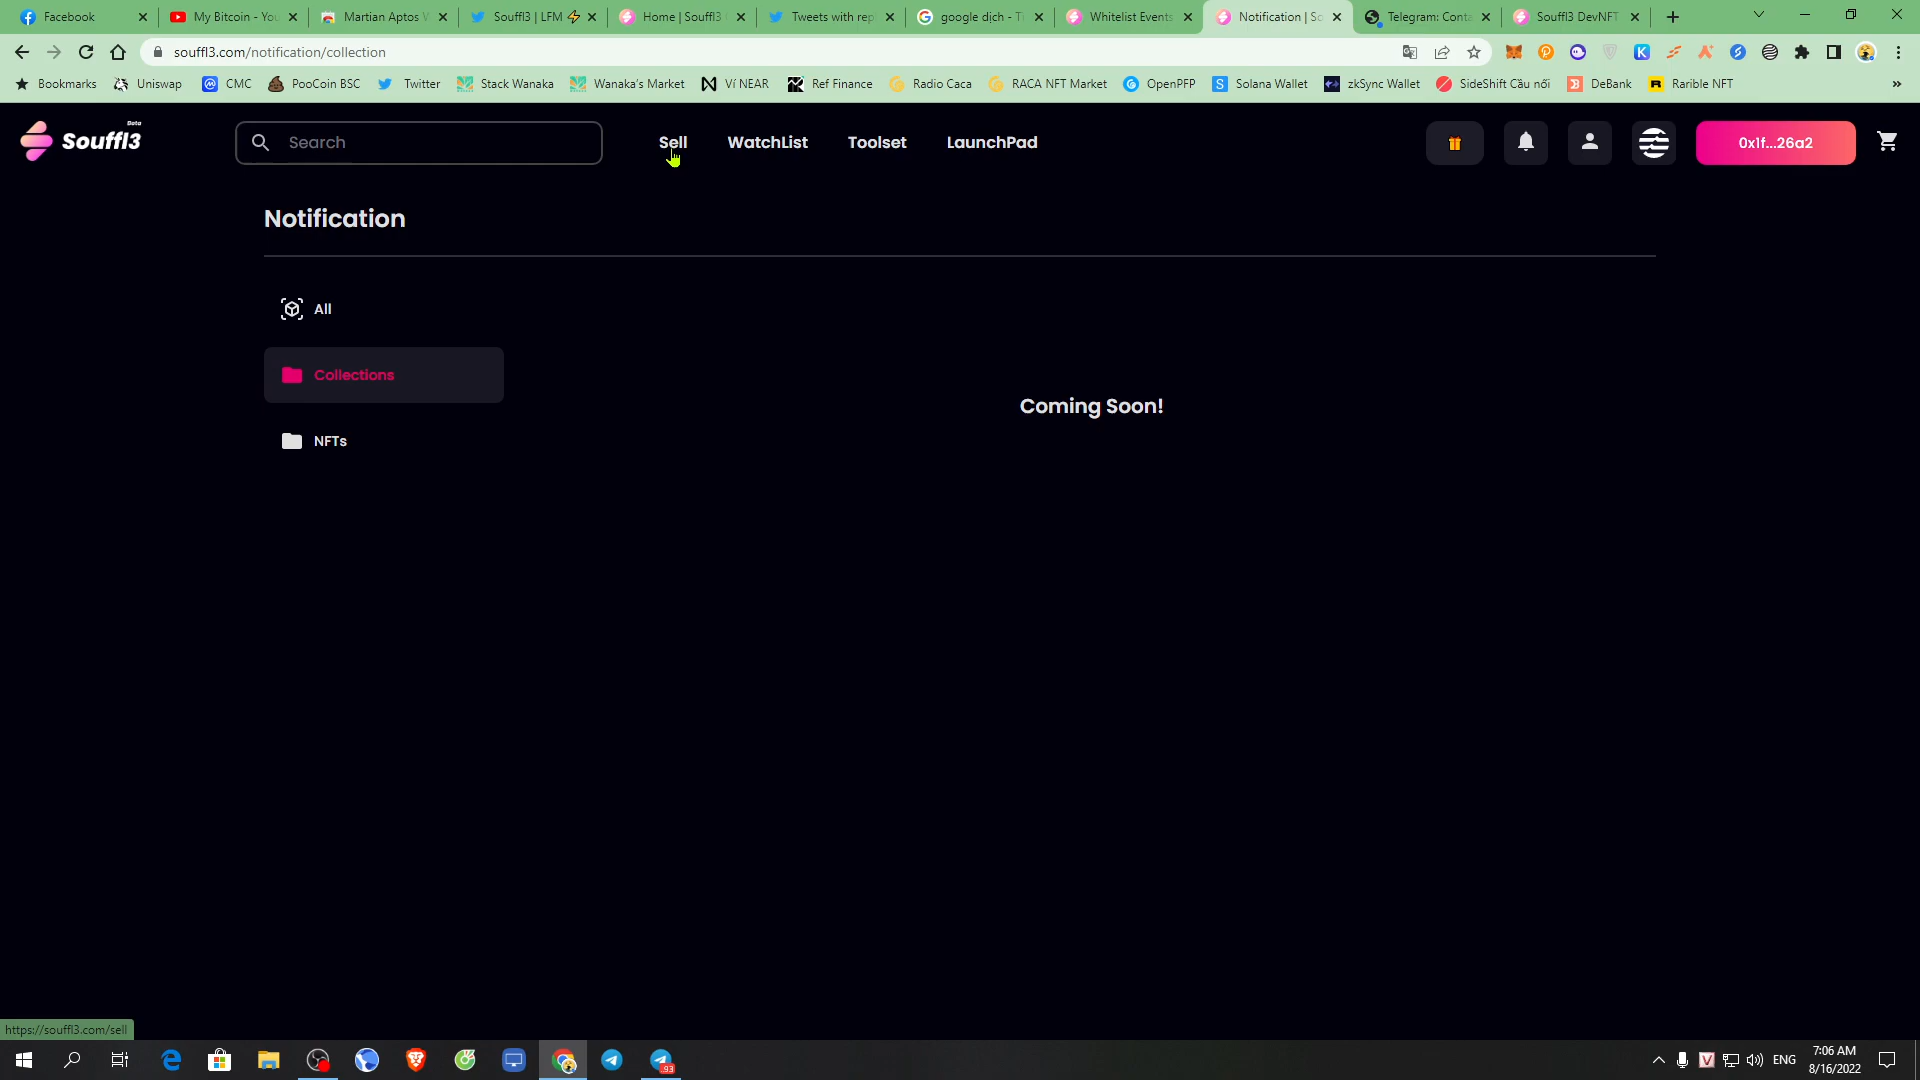 Facebook
My Bitcoin - You
Martian Aptos W
Souffl3 | LFM ⚡
Home | Souffl3
Tweets with rep
google dịch - Tì
Whitelist Events
Notification | So
Telegram: Conta
Souffl3 DevNFT
souffl3.com/notification/collection
Bookmarks
Uniswap
CMC
PooCoin BSC
Twitter
Stack Wanaka
Wanaka's Market
Ví NEAR
Ref Finance
Radio Caca
RACA NFT Market
OpenPFP
Solana Wallet
zkSync Wallet
SideShift Cầu nối
DeBank
Rarible NFT
»
Souffl3
Beta
Search
Sell
WatchList
Toolset
LaunchPad
0x1f...26a2
Notification
All
Collections
Coming Soon!
NFTs
https://souffl3.com/sell
.93
ENG
7:06 AM
8/16/2022